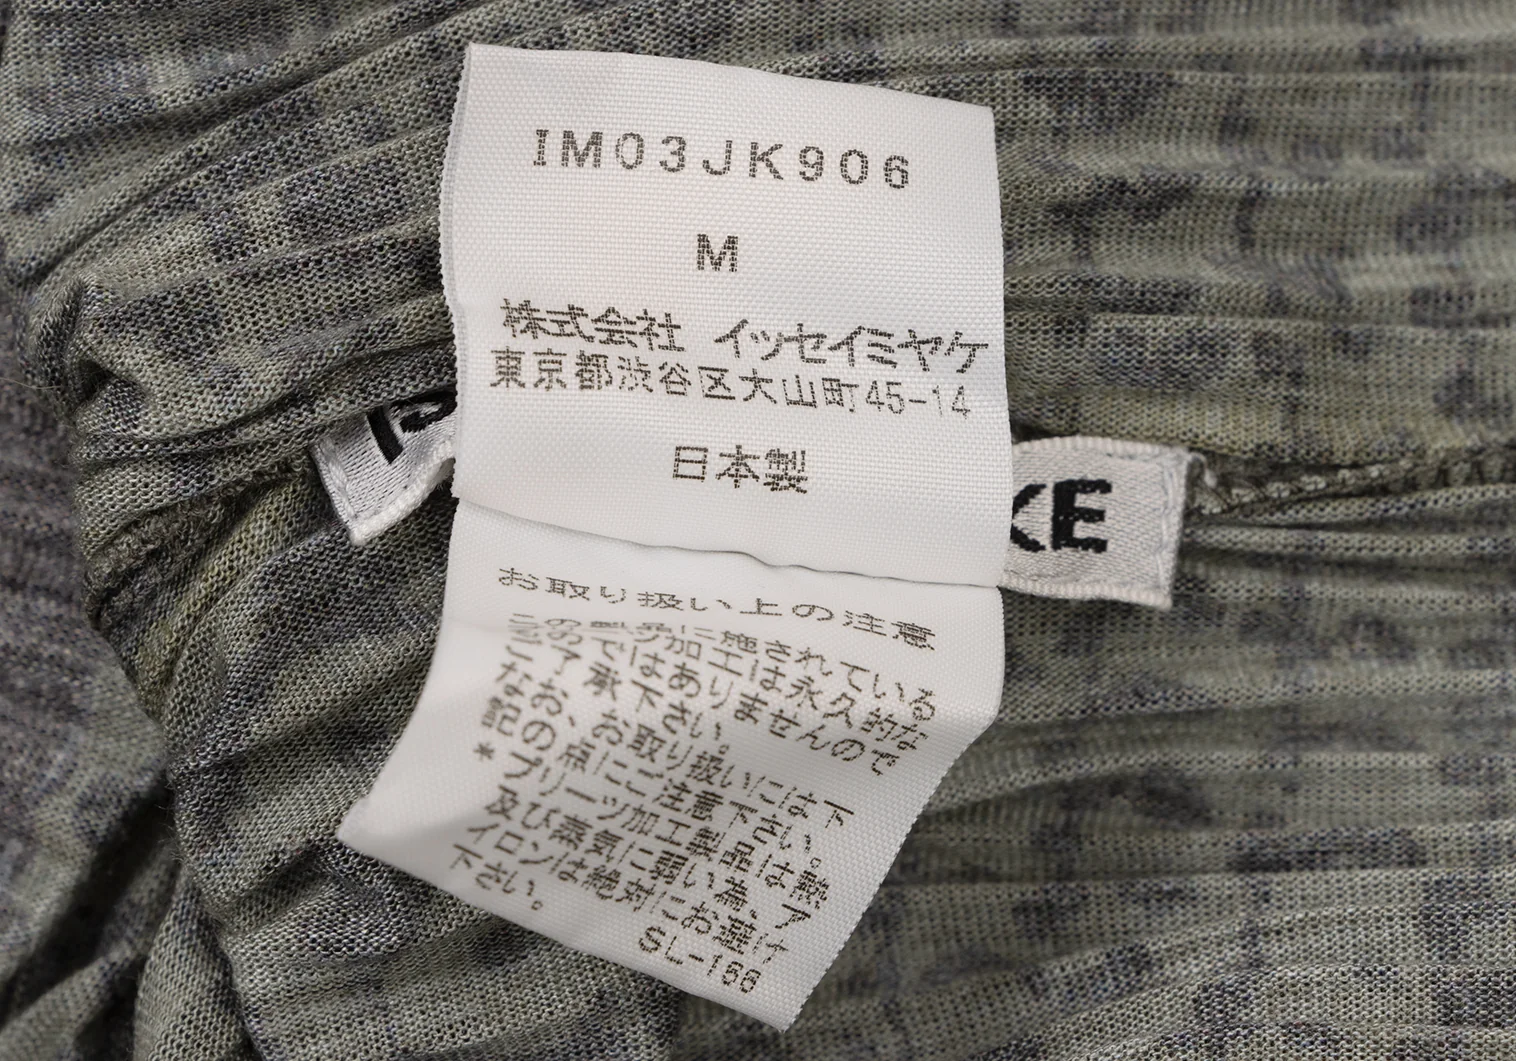 IM03JK906
M
株式会社 イッセイミヤケ
東京都渋谷区大山町45-14
日本製
KE
お取り扱い上の注意
施されている
加工は永久的な
ではありませんので
ご了承下さい。
なお、お取り扱いには下
記の点にご注意下さい。
* プリーツ加工製品は熱
及び蒸気に弱い為、ア
イロンは絶対にお避け
下さい。
SL-166